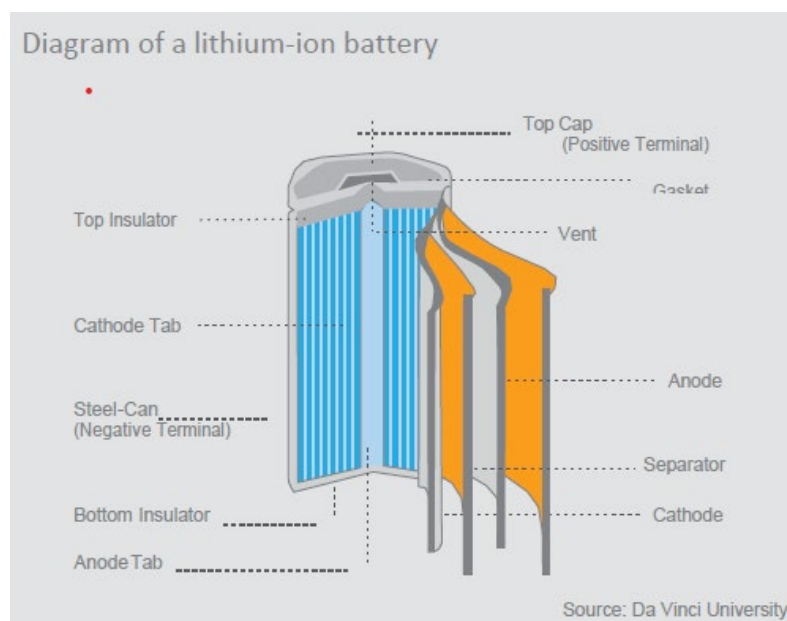 Diagram of a lithium-ion battery
Top Cap
(Positive Terminal)
Gasket
Top Insulator
Vent
Cathode Tab
Anode
Steel-Can
(Negative Terminal)
Separator
Bottom Insulator
Cathode
Anode Tab
Source: Da Vinci University